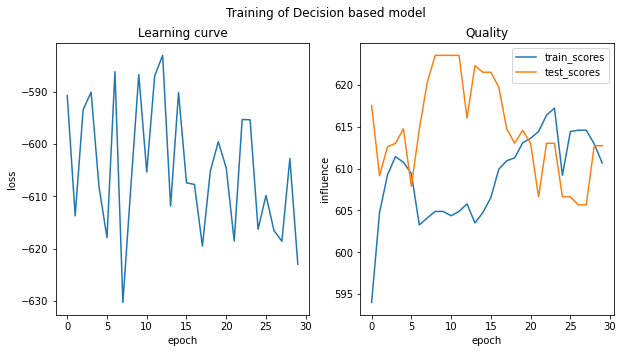 Training of Decision based model
Learning curve
loss
−590
−600
−610
−620
−630
0 5 10 15 20 25 30
epoch
Quality
influence
620
615
610
605
600
595
train_scores
test_scores
0 5 10 15 20 25 30
epoch